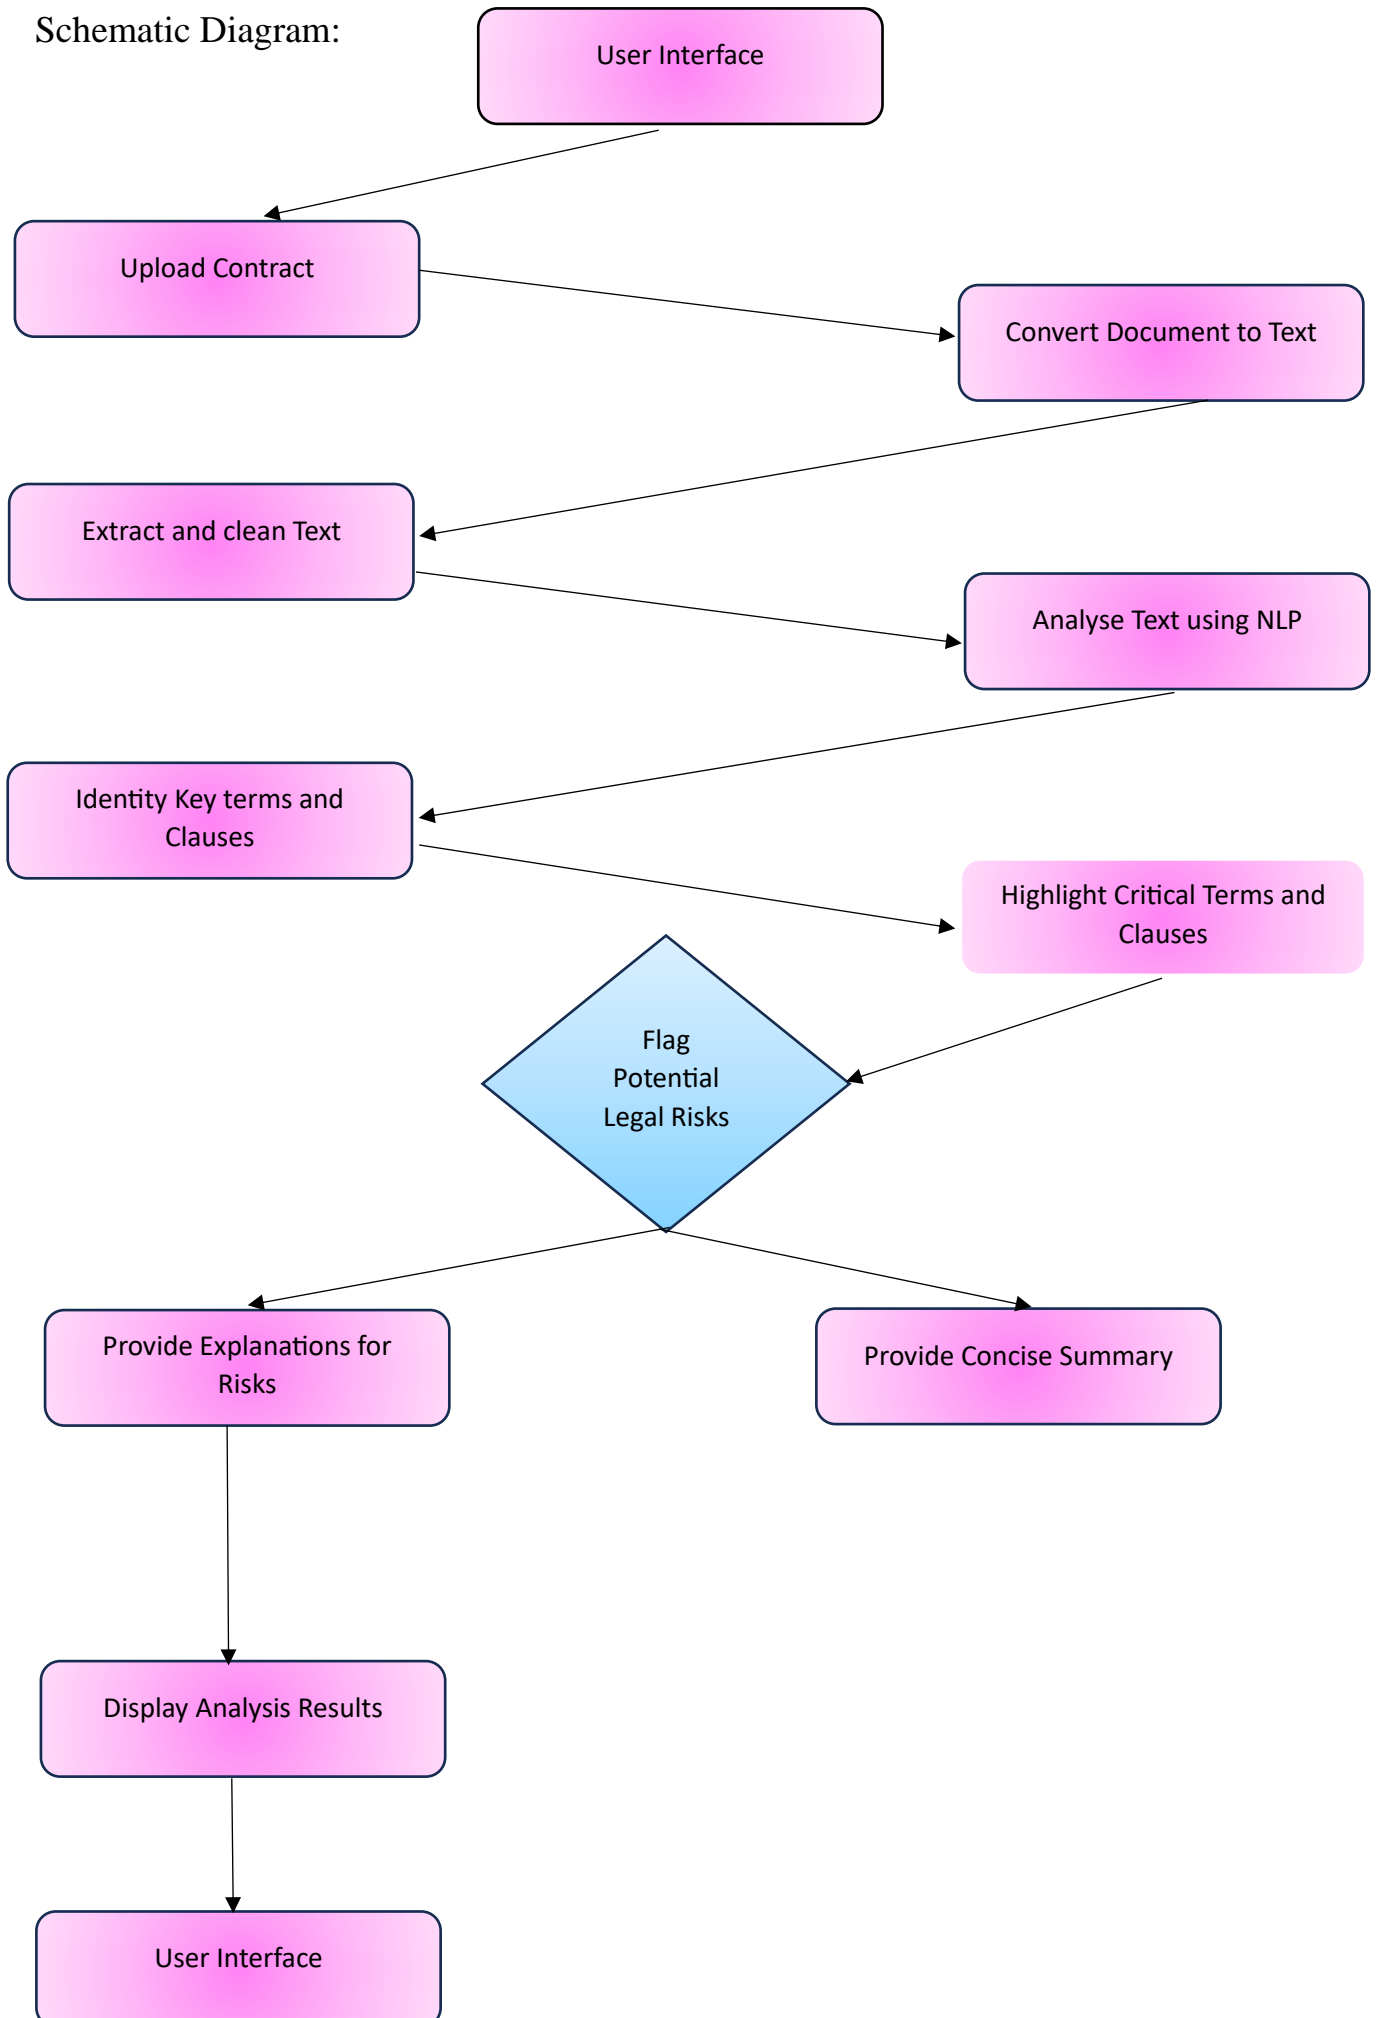 Schematic Diagram:
User Interface
Upload Contract
Convert Document to Text
Extract and clean Text
Analyse Text using NLP
Identity Key terms and
Clauses
Highlight Critical Terms and
Clauses
Flag
Potential
Legal Risks
Provide Explanations for
Risks
Provide Concise Summary
Display Analysis Results
User Interface